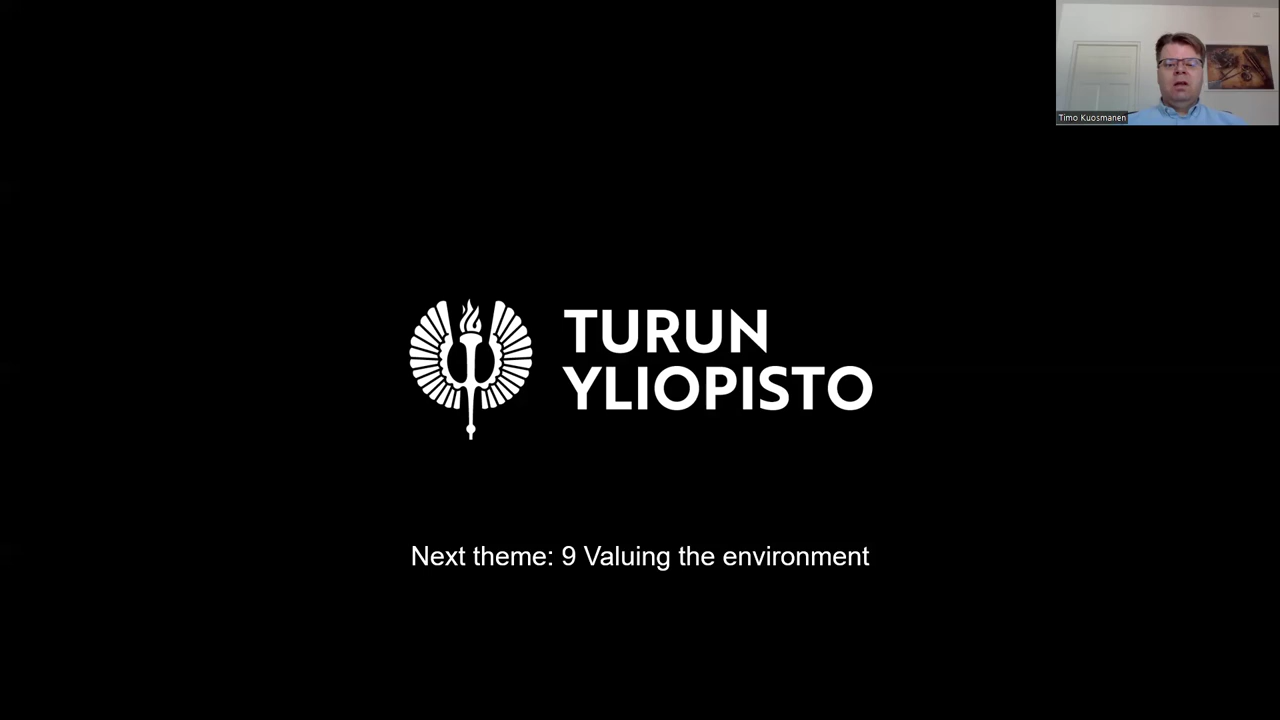 Timo Kuosmanen
TURUN
YLIOPISTO
Next theme: 9 Valuing the environment